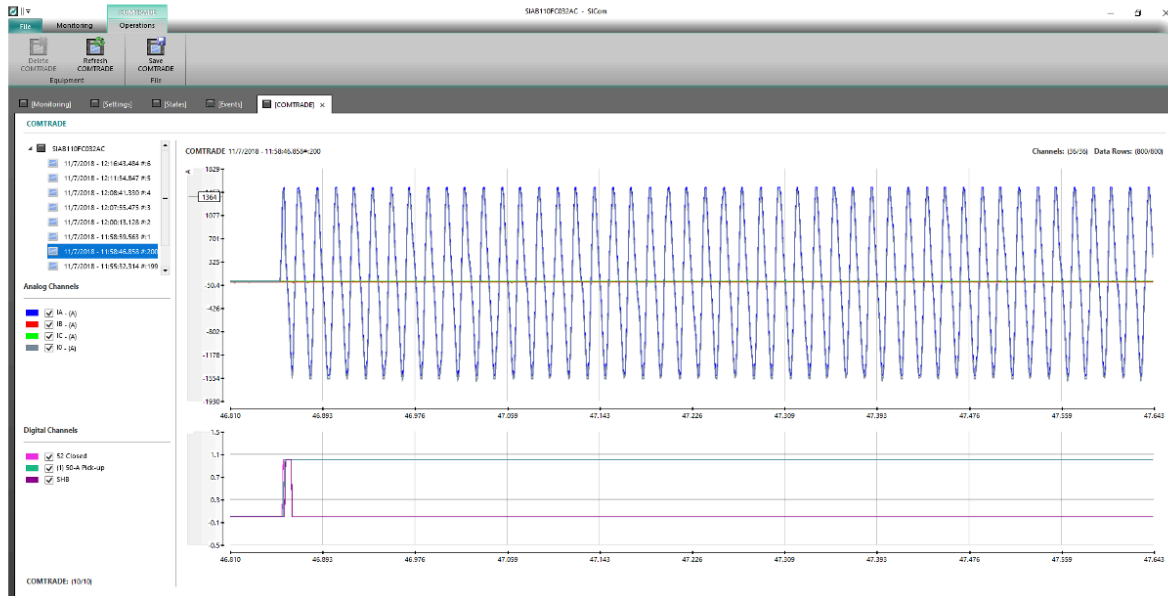 COMTRADE
SIAB110FC032AC - SICom
File Monitoring Operations
Delete COMTRADE
Refresh COMTRADE
Save COMTRADE
Equipment File
[Monitoring] [Settings] [States] [Events] [COMTRADE] ×
COMTRADE
SIAB110FC032AC
11/7/2018 - 12:16:43.484 #:6
11/7/2018 - 12:11:54.847 #:5
11/7/2018 - 12:08:41.330 #:4
11/7/2018 - 12:07:55.475 #:3
11/7/2018 - 12:00:13.128 #:2
11/7/2018 - 11:58:59.563 #:1
11/7/2018 - 11:58:46.858 #:200
11/7/2018 - 11:55:32.314 #:199
COMTRADE 11/7/2018 - 11:58:46.858#:200
Channels: (36/36) Data Rows: (800/800)
1829
1364
1077
701
325
-50.4
-426
-802
-1178
-1554
-1930
46.810 46.893 46.976 47.059 47.143 47.226 47.309 47.393 47.476 47.559 47.643
Analog Channels
IA - (A)
IB - (A)
IC - (A)
I0 - (A)
Digital Channels
52 Closed
(1) 50-A Pick-up
SHB
1.5
1.1
0.7
0.3
-0.1
-0.5
46.810 46.893 46.976 47.059 47.143 47.226 47.309 47.393 47.476 47.559 47.643
COMTRADE: (10/10)